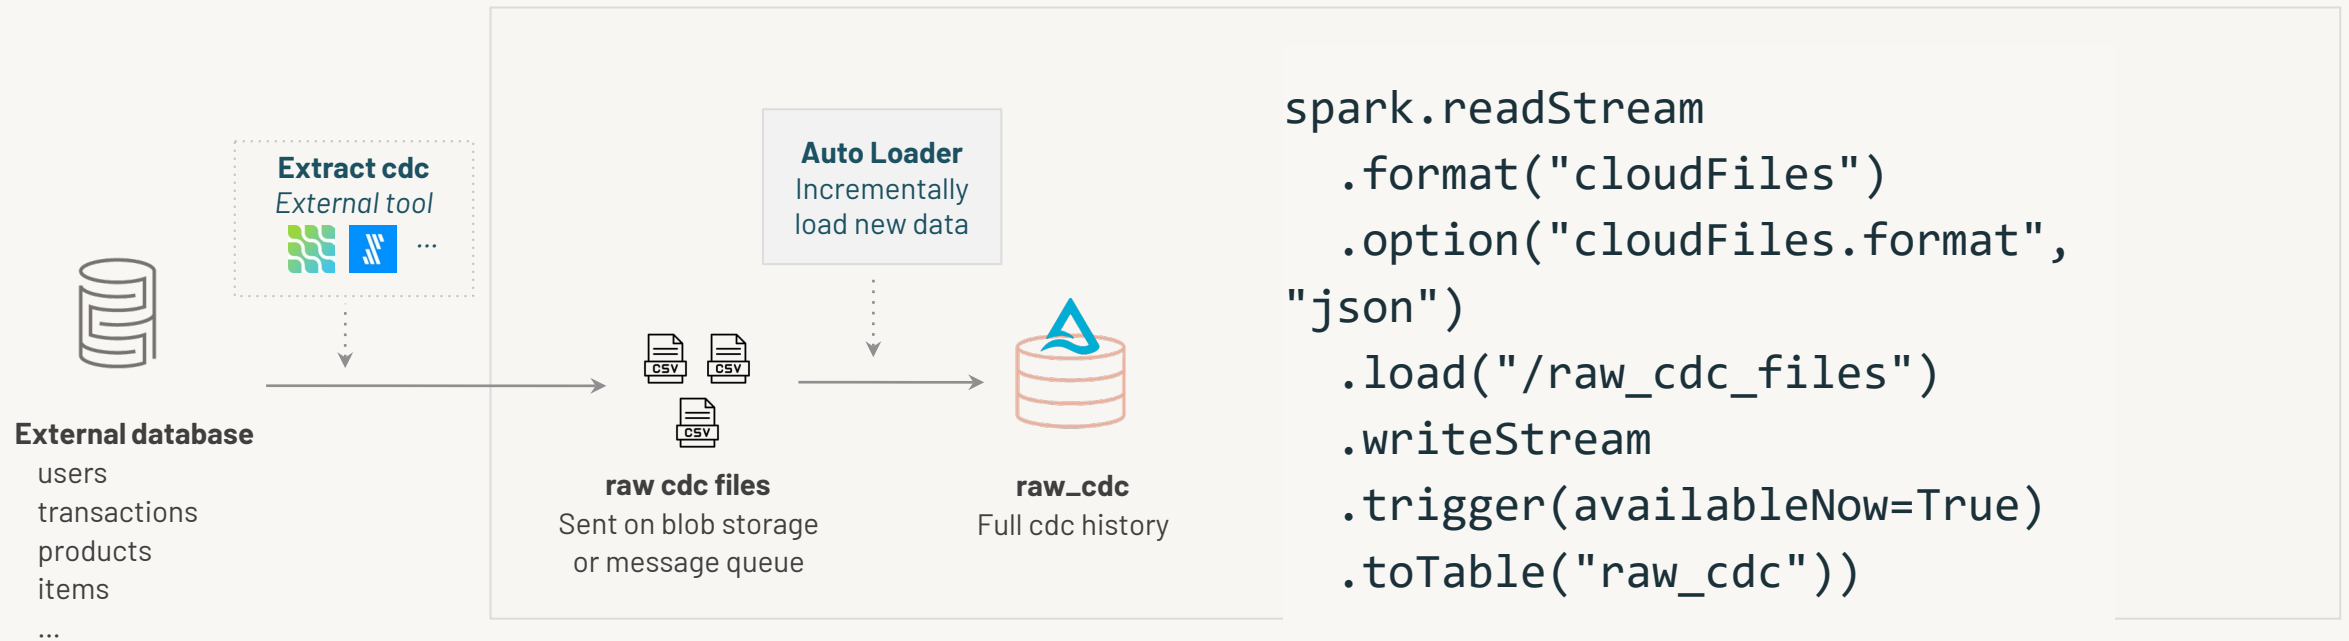 Extract cdc
External tool
...
External database
users
transactions
products
items
...
Auto Loader
Incrementally
load new data
CSV
CSV
CSV
raw cdc files
Sent on blob storage
or message queue
raw_cdc
Full cdc history
spark.readStream
.format("cloudFiles")
.option("cloudFiles.format",
"json")
.load("/raw_cdc_files")
.writeStream
.trigger(availableNow=True)
.toTable("raw_cdc"))